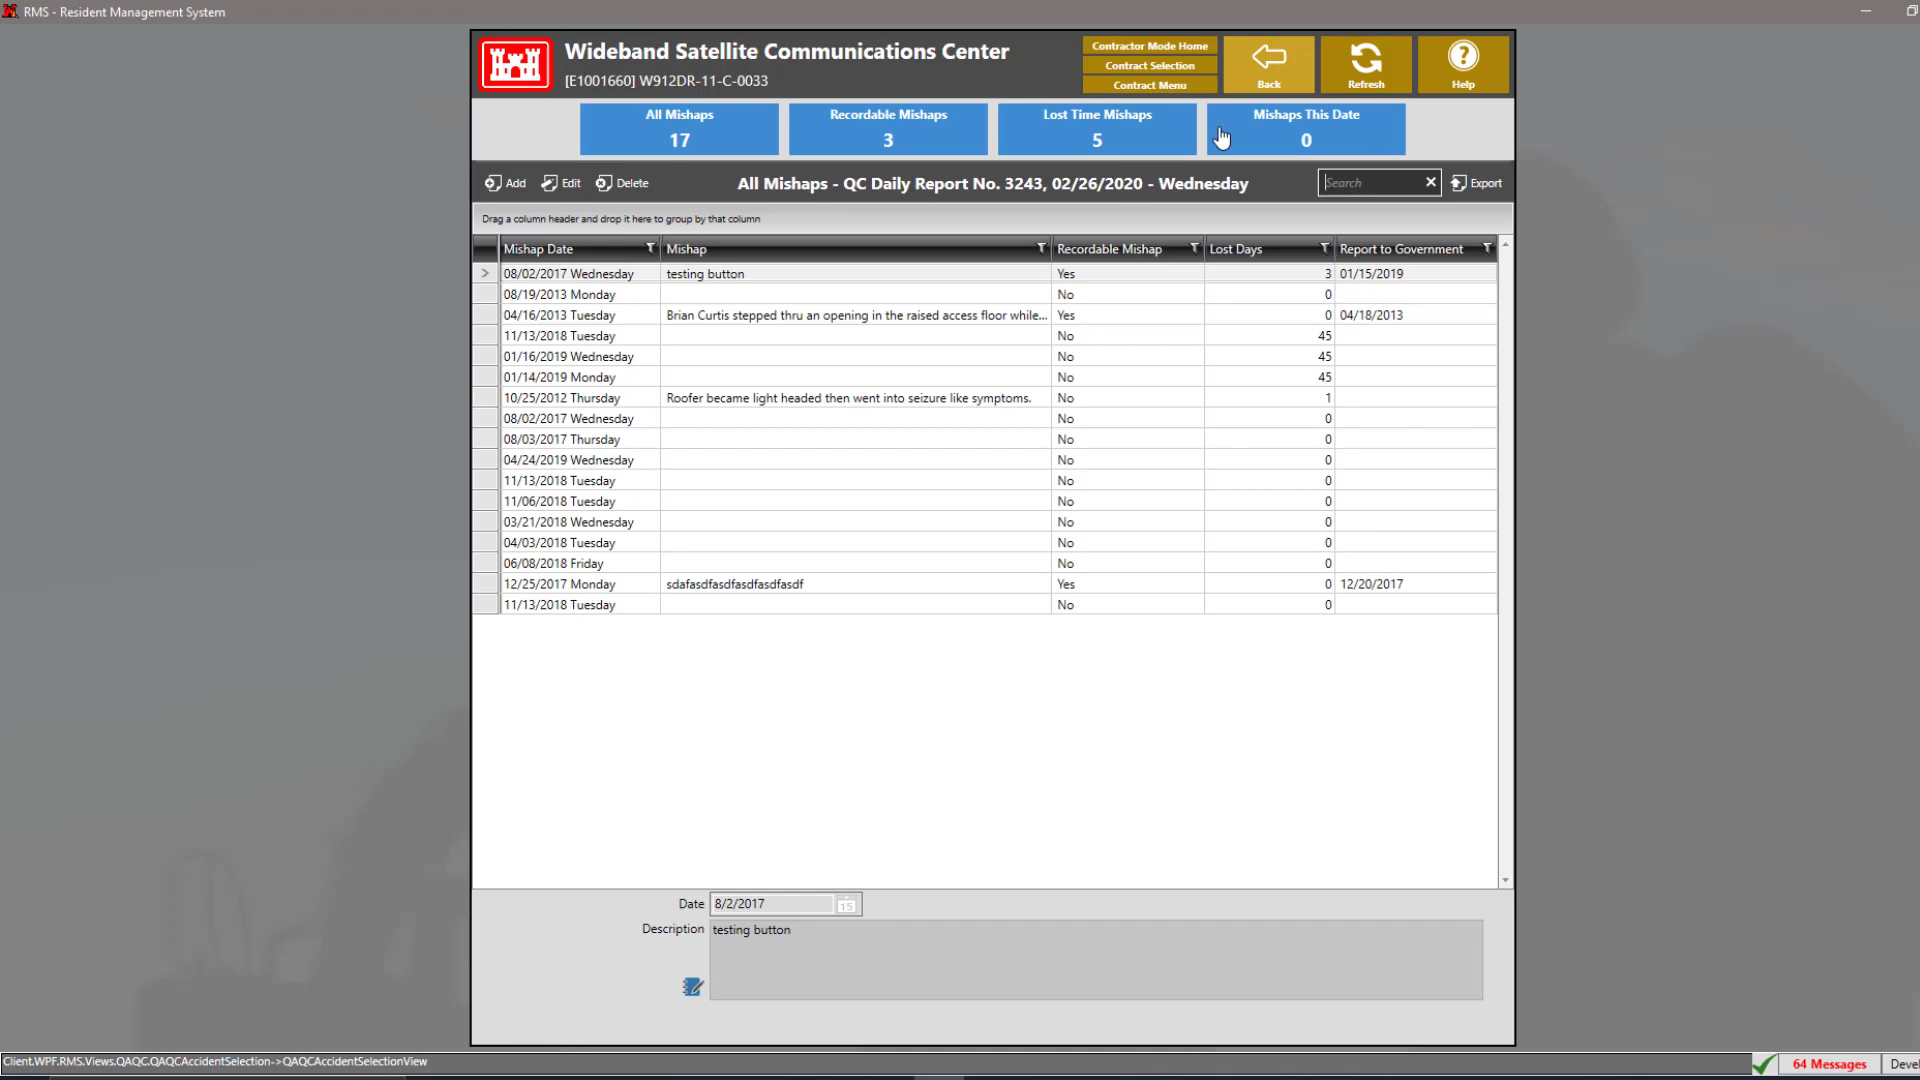 RMS - Resident Management System
Wideband Satellite Communications Center
[E1001660] W912DR-11-C-0033
Contractor Mode Home
Contract Selection
Contract Menu
Back
Refresh
Help
All Mishaps
17
Recordable Mishaps
3
Lost Time Mishaps
5
Mishaps This Date
0
Add Edit Delete All Mishaps - QC Daily Report No. 3243, 02/26/2020 - Wednesday Search Export
Drag a column header and drop it here to group by that column
Mishap Date Mishap Recordable Mishap Lost Days Report to Government
08/02/2017 Wednesday testing button Yes 3 01/15/2019
08/19/2013 Monday No 0
04/16/2013 Tuesday Brian Curtis stepped thru an opening in the raised access floor while... Yes 0 04/18/2013
11/13/2018 Tuesday No 45
01/16/2019 Wednesday No 45
01/14/2019 Monday No 45
10/25/2012 Thursday Roofer became light headed then went into seizure like symptoms. No 1
08/02/2017 Wednesday No 0
08/03/2017 Thursday No 0
04/24/2019 Wednesday No 0
11/13/2018 Tuesday No 0
11/06/2018 Tuesday No 0
03/21/2018 Wednesday No 0
04/03/2018 Tuesday No 0
06/08/2018 Friday No 0
12/25/2017 Monday sdafasdfasdfasdfasdfasdf Yes 0 12/20/2017
11/13/2018 Tuesday No 0
Date 8/2/2017 15
Description testing button
Client.WPF.RMS.Views.QAQC.QAQCAccidentSelection->QAQCAccidentSelectionView
64 Messages Devel